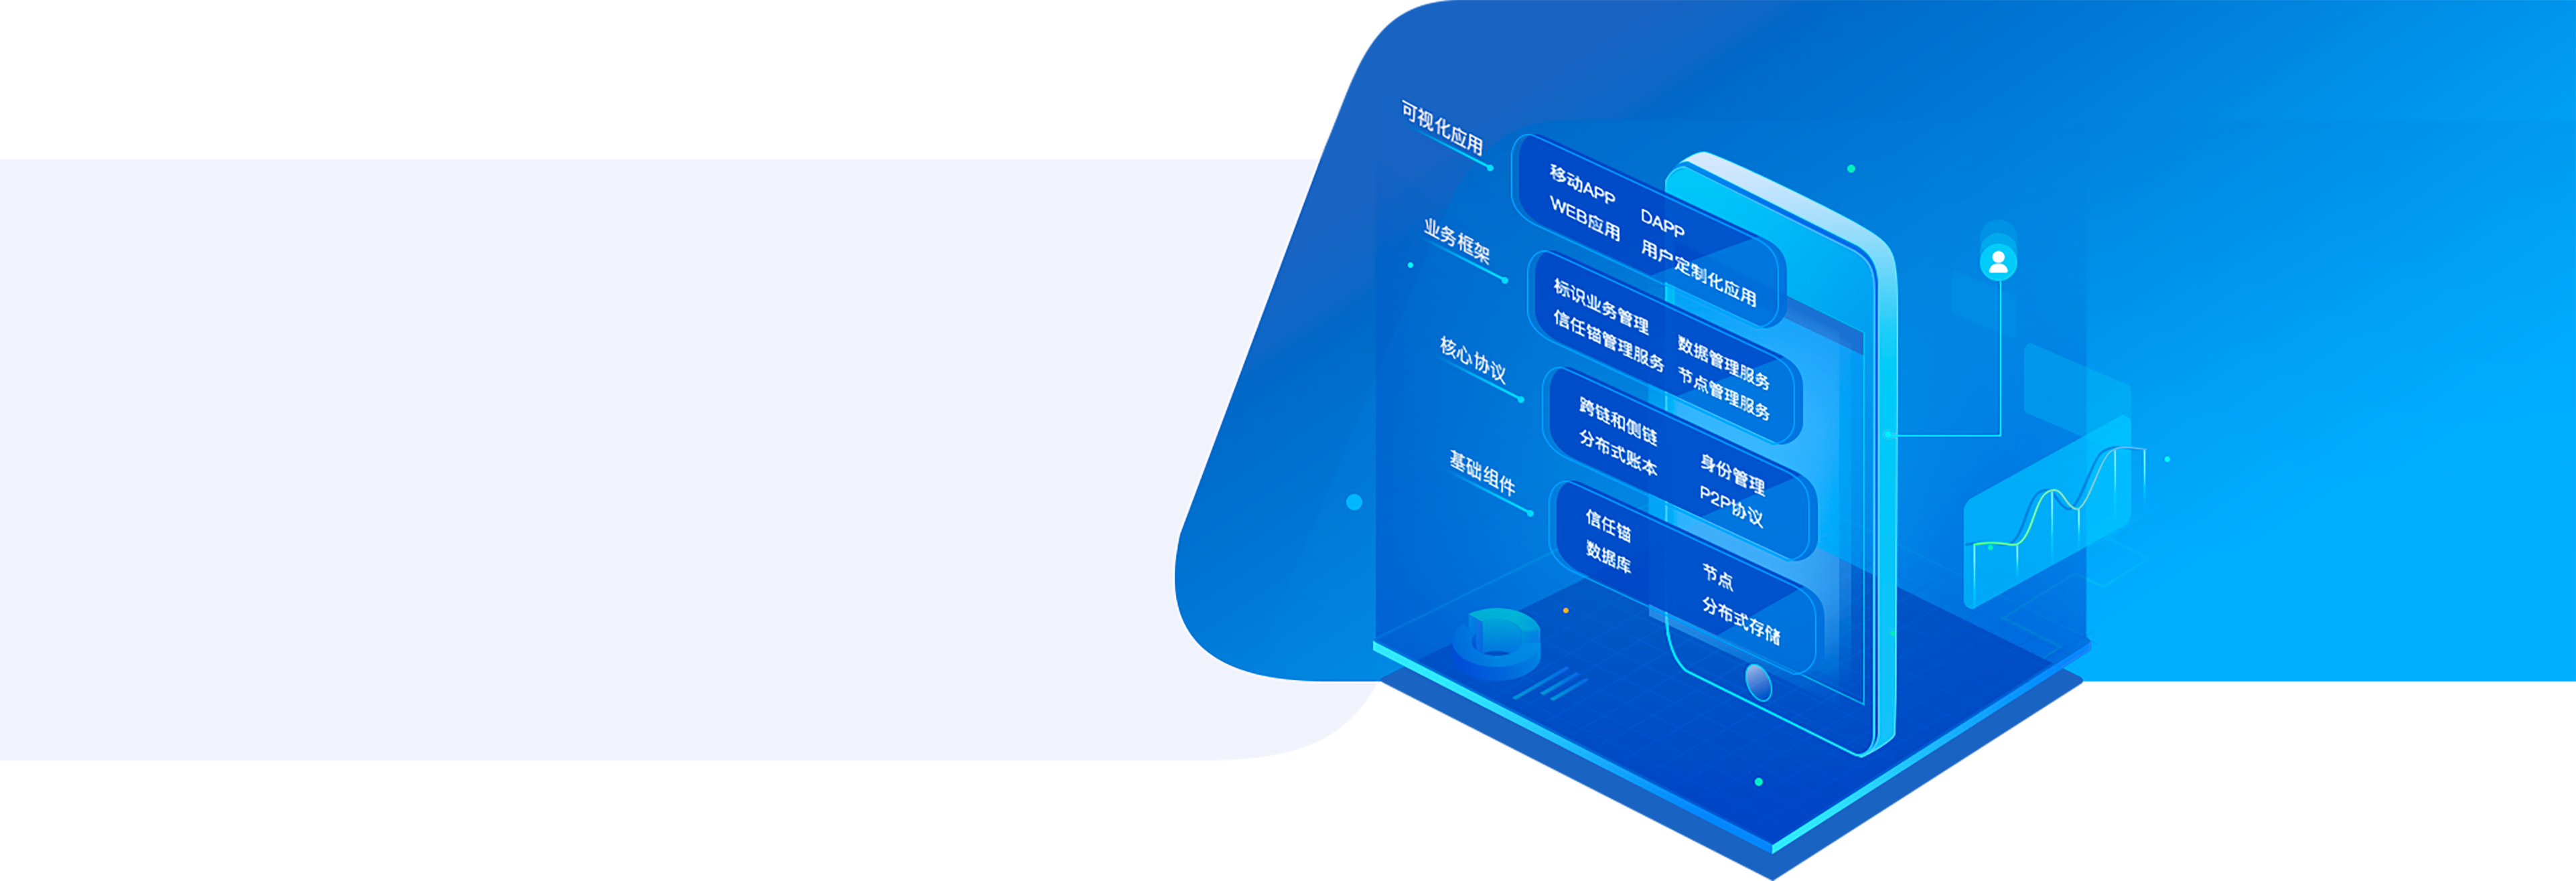 可视化应用
移动APP
DAPP
WEB应用
用户定制化应用
业务框架
标识业务管理
数据管理服务
信任锚管理服务
节点管理服务
核心协议
跨链和侧链
身份管理
分布式账本
P2P协议
基础组件
信任锚
节点
数据库
分布式存储